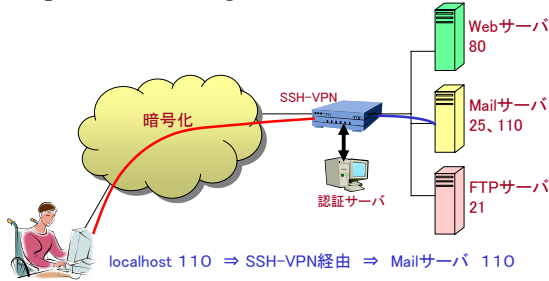 Webサーバ
80
SSH-VPN
暗号化
Mailサーバ
25、110
認証サーバ
FTPサーバ
21
localhost 110 ⇒ SSH-VPN経由 ⇒ Mailサーバ 110